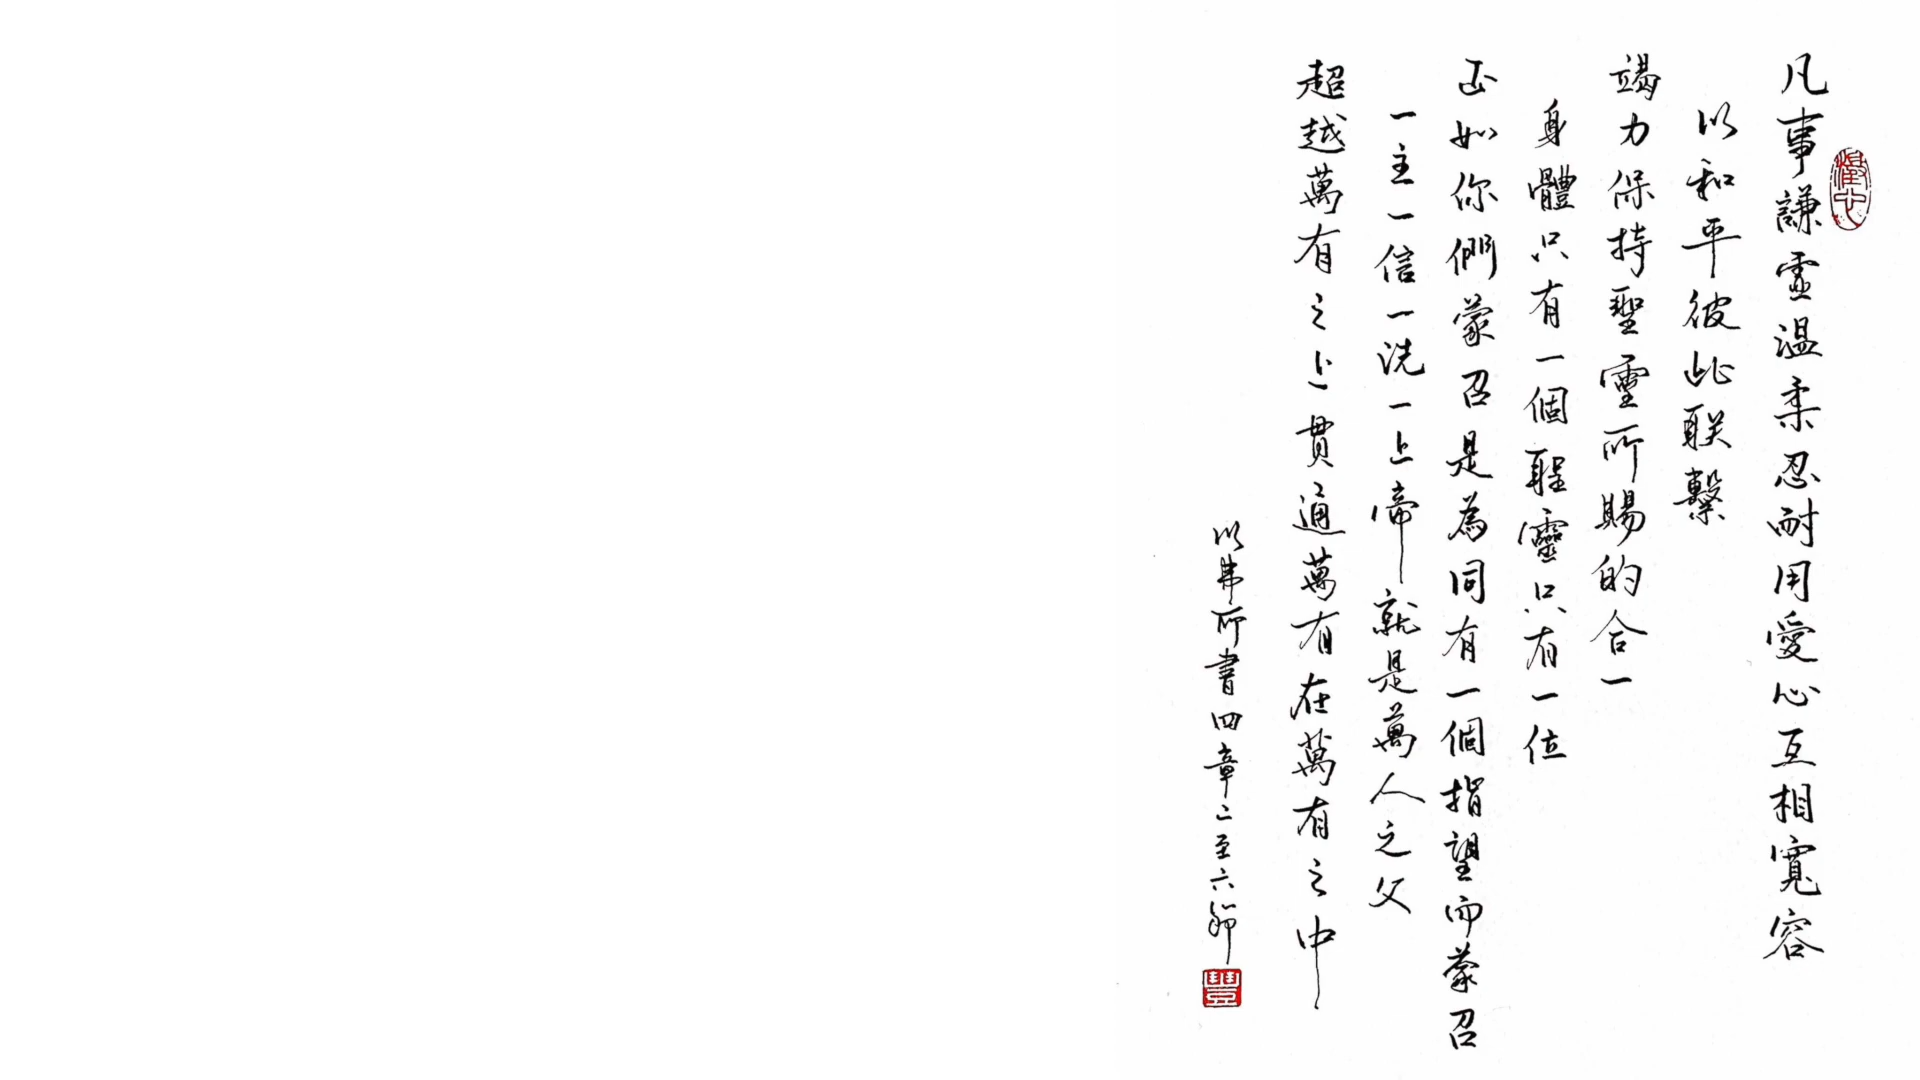 凡事謙虛温柔忍耐用愛心互相寬容
以和平彼此联繫
竭力保持聖靈所賜的合一
身體只有一個聖靈只有一位
正如你們蒙召是為同有一個指望而蒙召
一主一信一洗一上帝就是萬人之父
超越萬有之上貫通萬有在萬有之中
以弗所書四章二至六節
豐